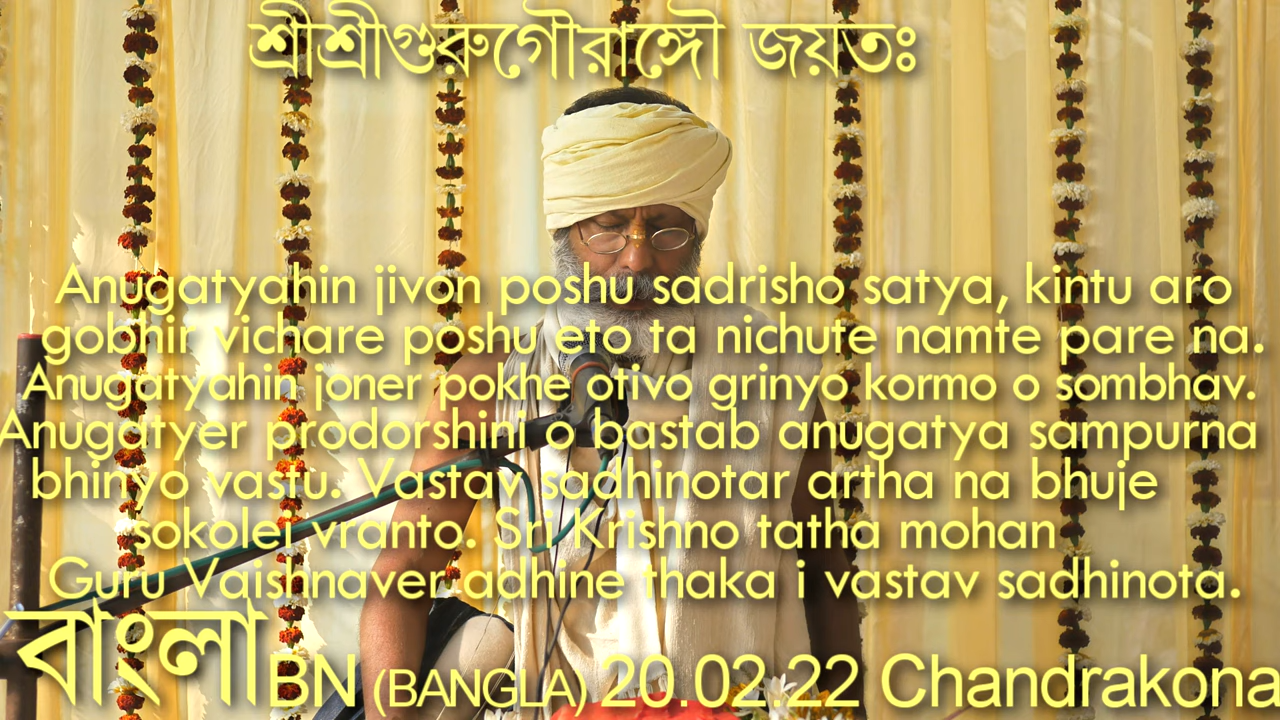 শ্রীশ্রীগুরুগৌরাঙ্গৌ জয়তঃ
Anugatyahin jivon poshu sadrisho satya, kintu aro
gobhir vichare poshu eto ta nichute namte pare na.
Anugatyahin joner pokhe otivo grinyo kormo o sombhav.
Anugatyer prodorshini o bastab anugatya sampurna
bhinyo vastu. Vastav sadhinotar artha na bhuje
sokolei vranto. Sri Krishno tatha mohan
Guru Vaishnaver adhine thaka i vastav sadhinota.
বাংলা BN (BANGLA) 20.02.22 Chandrakona